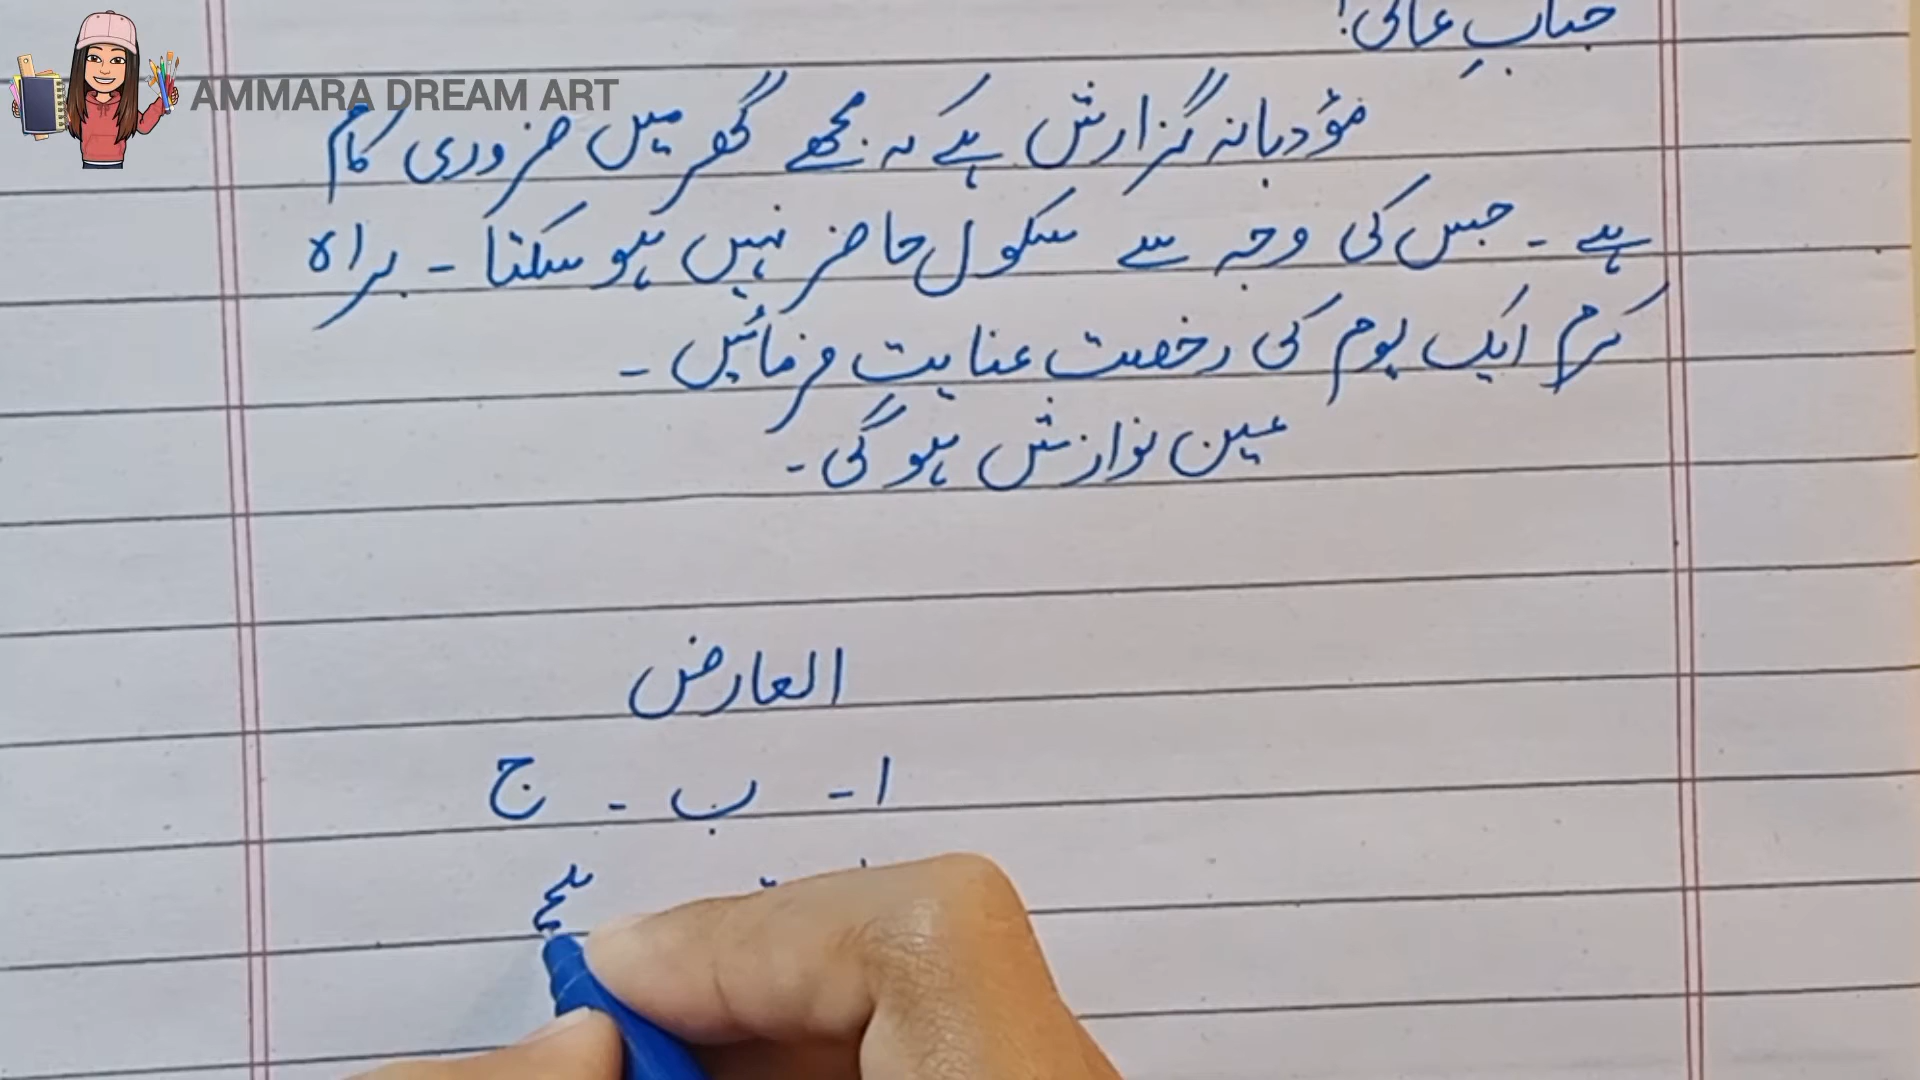 جنابِ عالی!
AMMARA DREAM ART
مؤدبانہ گزارش ہے کہ مجھے گھر میں ضروری کام
ہے ۔ جس کی وجہ سے سکول حاضر نہیں ہو سکتا ۔ براہ
کرم ایک یوم کی رخصت عنایت فرمائیں ۔
عین نوازش ہو گی ۔
العارض
ا ۔ ب ۔ ج